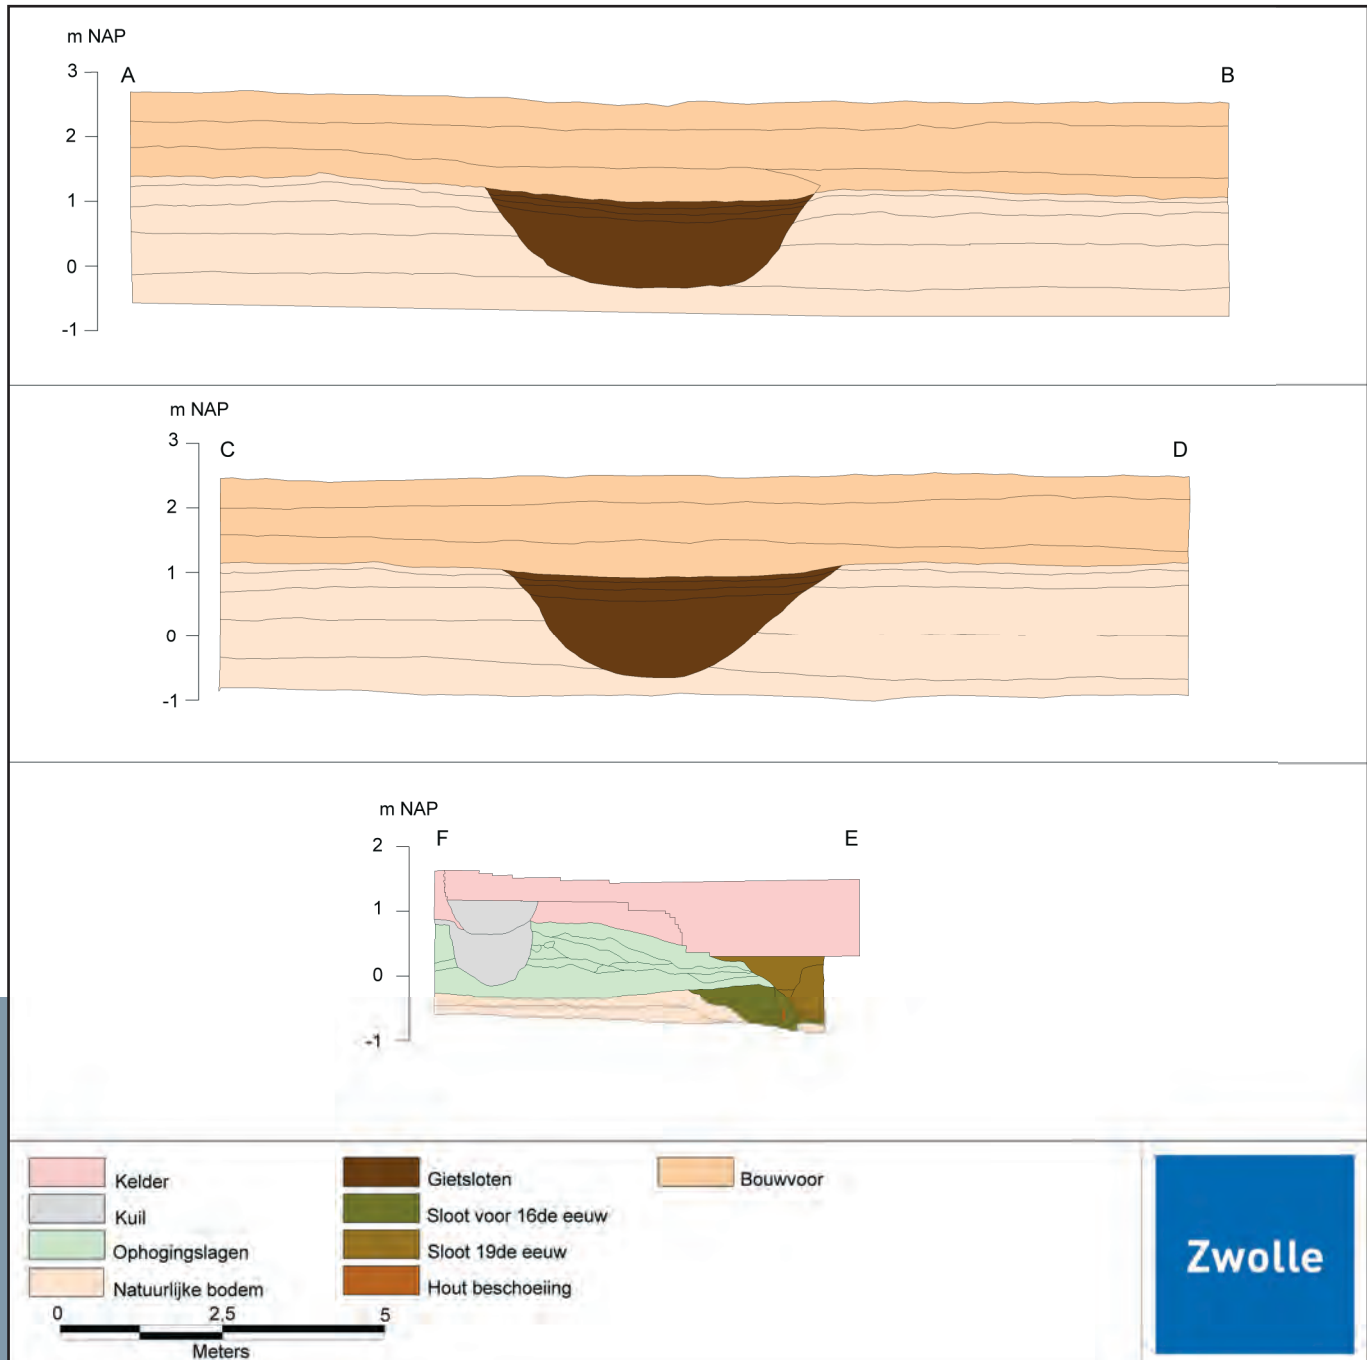 m NAP
3 A B
2
1
0
-1
m NAP
3 C D
2
1
0
-1
m NAP
2 F E
1
0
-1
Kelder
Kuil
Ophogingslagen
Natuurlijke bodem
Gietsloten
Sloot voor 16de eeuw
Sloot 19de eeuw
Hout beschoeiing
Bouwvoor
0 2,5 5
Meters
Zwolle